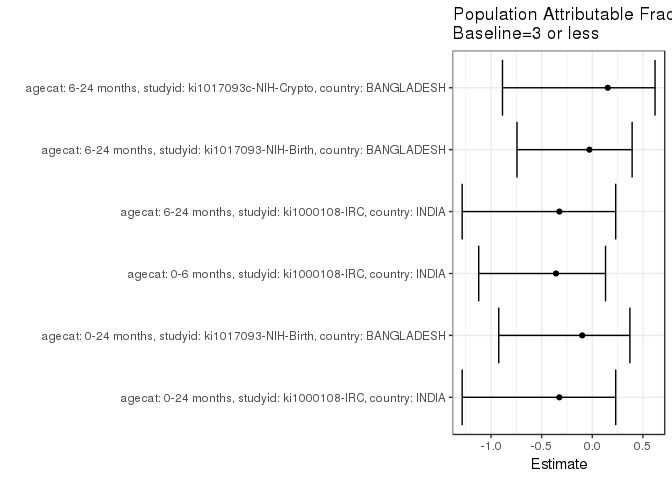 Population Attributable Frac
Baseline=3 or less
agecat: 6-24 months, studyid: ki1017093c-NIH-Crypto, country: BANGLADESH
agecat: 6-24 months, studyid: ki1017093-NIH-Birth, country: BANGLADESH
agecat: 6-24 months, studyid: ki1000108-IRC, country: INDIA
agecat: 0-6 months, studyid: ki1000108-IRC, country: INDIA
agecat: 0-24 months, studyid: ki1017093-NIH-Birth, country: BANGLADESH
agecat: 0-24 months, studyid: ki1000108-IRC, country: INDIA
-1.0 -0.5 0.0 0.5
Estimate